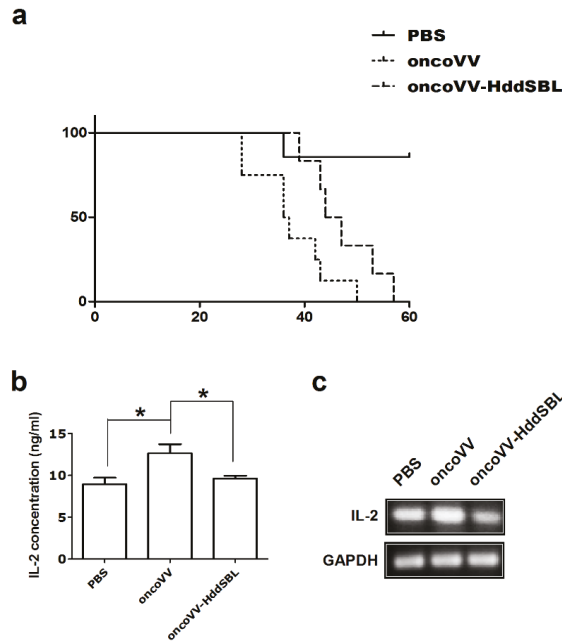 a
PBS
oncoVV
oncoVV-HddSBL
100
50
0
0
20
40
60
b
*
*
IL-2 concentration (ng/ml)
15
10
5
0
PBS
oncoVV
oncoVV-HddSBL
c
PBS
oncoVV
oncoVV-HddSBL
IL-2
GAPDH